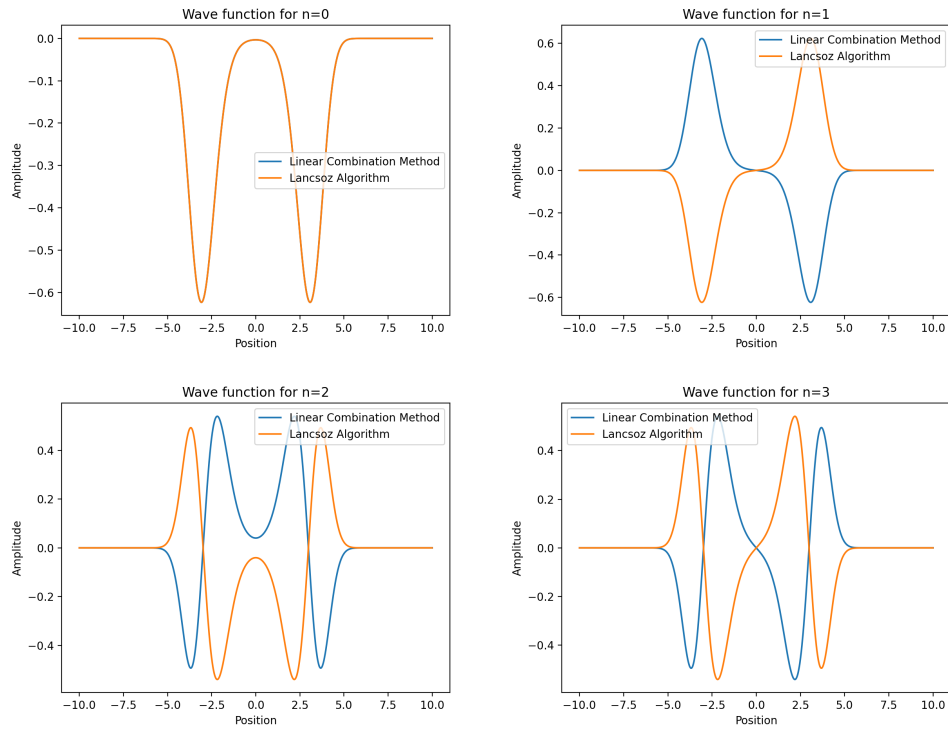 Wave function for n=0
Amplitude
0.0
−0.1
−0.2
−0.3
−0.4
−0.5
−0.6
Linear Combination Method
Lancsoz Algorithm
−10.0 −7.5 −5.0 −2.5 0.0 2.5 5.0 7.5 10.0
Position
Wave function for n=1
Amplitude
0.6
0.4
0.2
0.0
−0.2
−0.4
−0.6
Linear Combination Method
Lancsoz Algorithm
−10.0 −7.5 −5.0 −2.5 0.0 2.5 5.0 7.5 10.0
Position
Wave function for n=2
Amplitude
0.4
0.2
0.0
−0.2
−0.4
Linear Combination Method
Lancsoz Algorithm
−10.0 −7.5 −5.0 −2.5 0.0 2.5 5.0 7.5 10.0
Position
Wave function for n=3
Amplitude
0.4
0.2
0.0
−0.2
−0.4
Linear Combination Method
Lancsoz Algorithm
−10.0 −7.5 −5.0 −2.5 0.0 2.5 5.0 7.5 10.0
Position